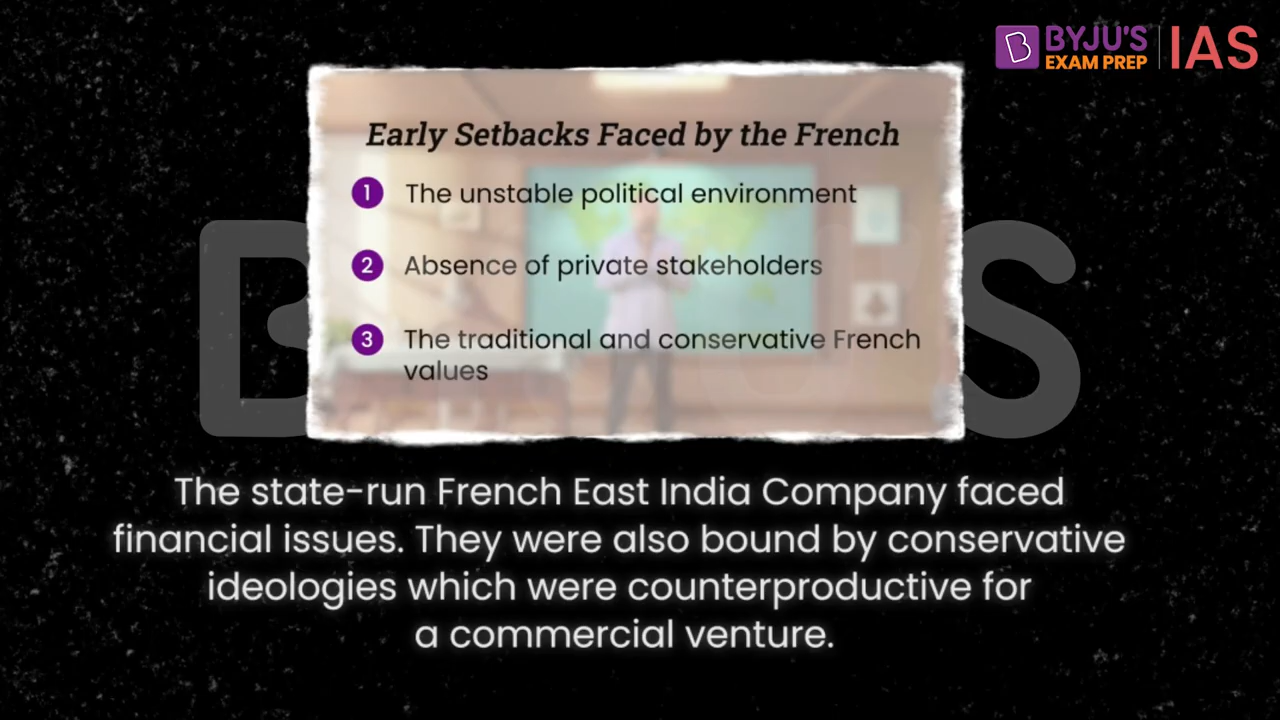 BYJU'S
EXAM PREP
IAS
Early Setbacks Faced by the French
1 The unstable political environment
2 Absence of private stakeholders
3 The traditional and conservative French
values
The state-run French East India Company faced
financial issues. They were also bound by conservative
ideologies which were counterproductive for
a commercial venture.